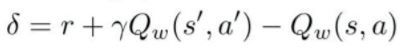 δ = r + γQ_w(s′, a′) − Q_w(s, a)